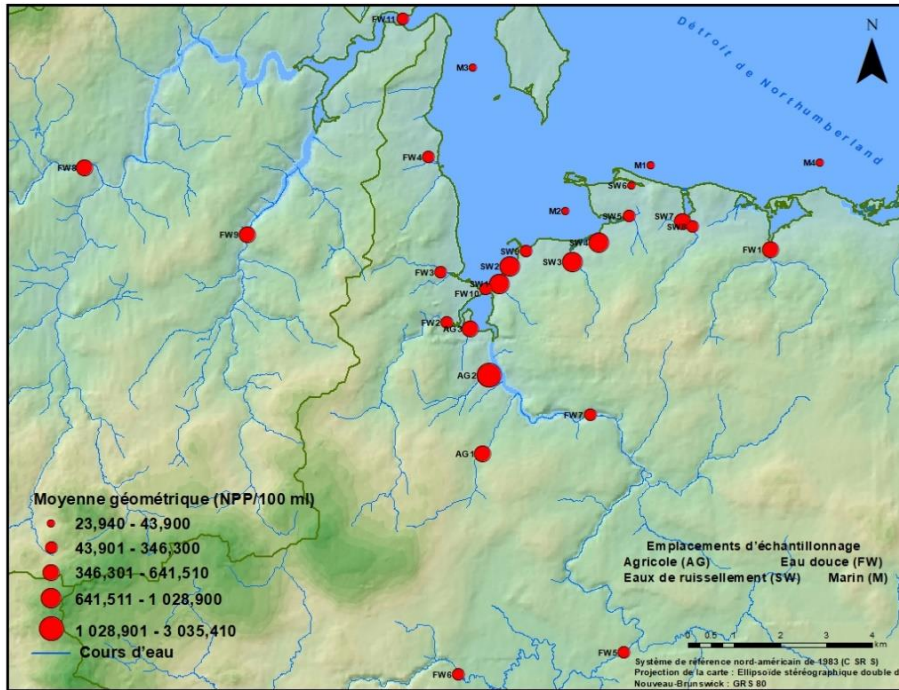 N
Détroit de Northumberland
FW11
M3
FW4
FW8
M1
M4
SW6
M2
SW5
SW7
SW8
FW9
SW4
SW9
FW1
SW3
SW2
FW3
SW1
FW10
FW2
AG3
AG2
FW7
AG1
FW5
FW6
Moyenne géométrique (NPP/100 ml)
23,940 - 43,900
43,901 - 346,300
346,301 - 641,510
641,511 - 1 028,900
1 028,901 - 3 035,410
Cours d'eau
Emplacements d'échantillonnage
Agricole (AG) Eau douce (FW)
Eaux de ruissellement (SW) Marin (M)
0 0.5 1 2 3 4
km
Système de référence nord-américain de 1983 (C SR S)
Projection de la carte : Ellipsoïde stéréographique double d
Nouveau-Brunswick : GRS 80